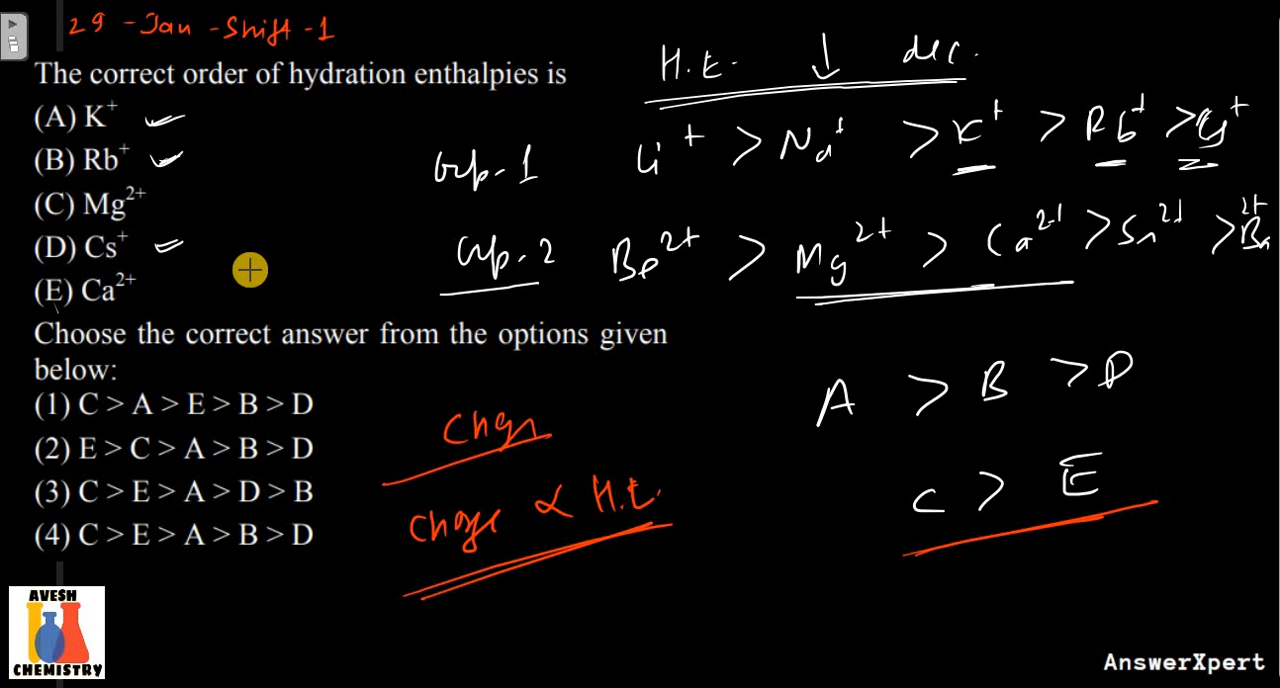 29 - Jan - Shift - 1
The correct order of hydration enthalpies is
(A) K⁺
(B) Rb⁺
(C) Mg²⁺
(D) Cs⁺
(E) Ca²⁺
Choose the correct answer from the options given
below:
(1) C > A > E > B > D
(2) E > C > A > B > D
(3) C > E > A > D > B
(4) C > E > A > B > D
H.E. ↓ dec.
Grp. 1 Li⁺ > Na⁺ > K⁺ > Rb⁺ > Cs⁺
Grp. 2 Be²⁺ > Mg²⁺ > Ca²⁺ > Sr²⁺ > Ba²⁺
A > B > D
C > E
Charge ∝ H.E.
AVESH
CHEMISTRY
AnswerXpert